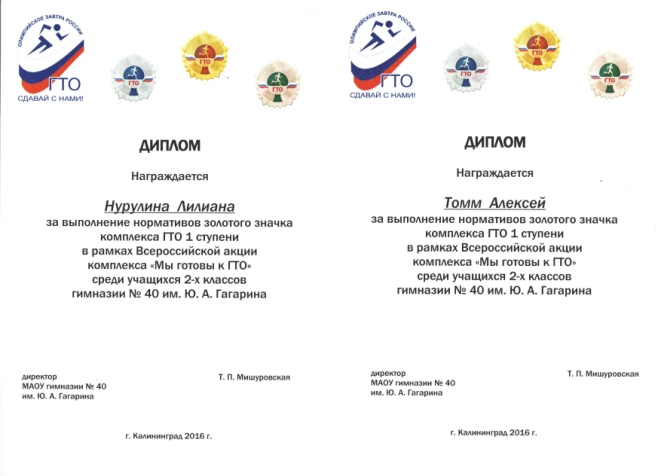 ОЛИМПИЙСКОЕ ЗАВТРА РОССИИ
ГТО
СДАВАЙ С НАМИ!
ГТО
ГТО
ГТО
ДИПЛОМ
Награждается
Нурулина Лилиана
за выполнение нормативов золотого значка
комплекса ГТО 1 ступени
в рамках Всероссийской акции
комплекса «Мы готовы к ГТО»
среди учащихся 2-х классов
гимназии № 40 им. Ю. А. Гагарина
директор
МАОУ гимназии № 40
им. Ю. А. Гагарина
Т. П. Мишуровская
г. Калининград 2016 г.
ОЛИМПИЙСКОЕ ЗАВТРА РОССИИ
ГТО
СДАВАЙ С НАМИ!
ГТО
ГТО
ГТО
ДИПЛОМ
Награждается
Томм Алексей
за выполнение нормативов золотого значка
комплекса ГТО 1 ступени
в рамках Всероссийской акции
комплекса «Мы готовы к ГТО»
среди учащихся 2-х классов
гимназии № 40 им. Ю. А. Гагарина
директор
МАОУ гимназии № 40
им. Ю. А. Гагарина
Т. П. Мишуровская
г. Калининград 2016 г.